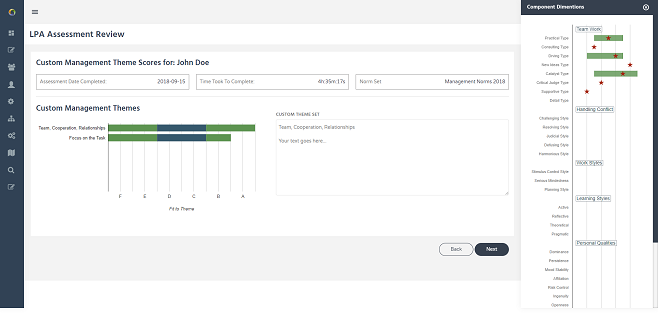 LPA Assessment Review
Custom Management Theme Scores for: John Doe
Assessment Date Completed: 2018-09-15
Time Took To Complete: 4h:35m:17s
Norm Set: Management Norms 2018
Custom Management Themes
Team, Cooperation, Relationships
Focus on the Task
F E D C B A
Fit to Theme
CUSTOM THEME SET
Team, Cooperation, Relationships
Your text goes here...
Back Next
Component Dimentions
Team Work
Practical Type
Consulting Type
Driving Type
New Ideas Type
Catalyst Type
Critical Judge Type
Supportive Type
Detail Type
Handling Conflict
Challenging Style
Resolving Style
Judicial Style
Defining Style
Harmonious Style
Work Styles
Stimulus Control Style
Serious Mindedness
Planning Style
Learning Styles
Active
Reflective
Theoretical
Pragmatic
Personal Qualities
Dominance
Persistence
Mood Stability
Affiliation
Risk Control
Ingenuity
Openness